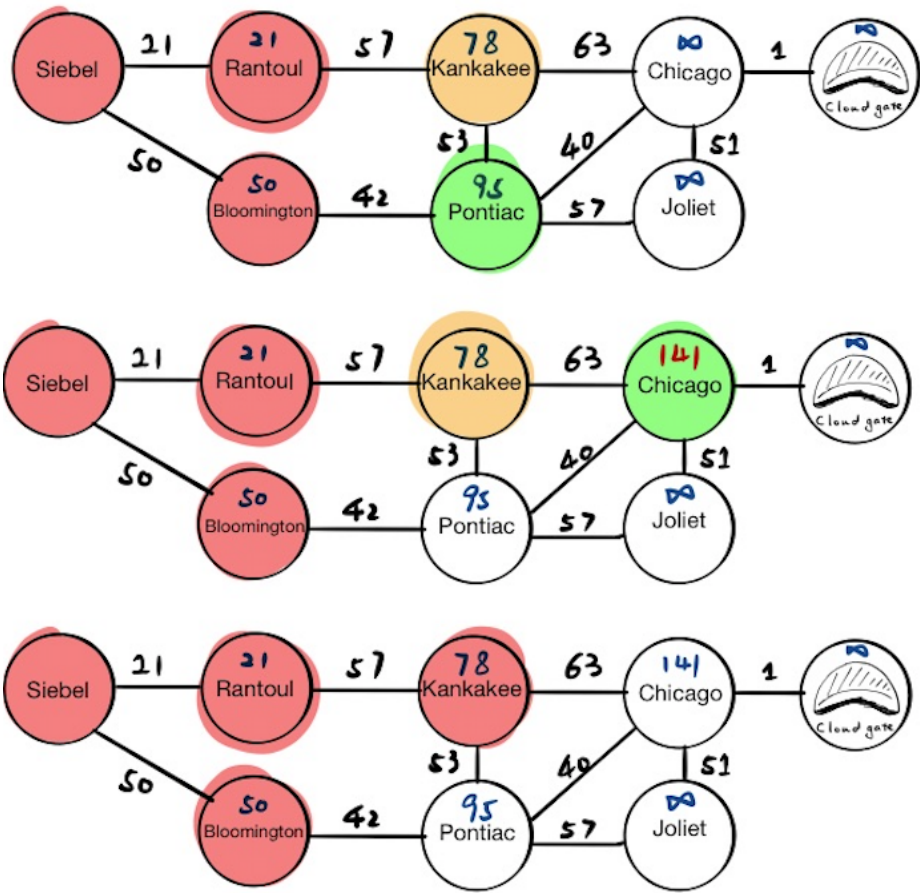 21 57 63 1
Siebel
21
Rantoul
78
Kankakee
∞
Chicago
∞
Cloud gate
50 53 40 51
50
Bloomington
42
95
Pontiac
57
∞
Joliet
21 57 63 1
Siebel
21
Rantoul
78
Kankakee
141
Chicago
∞
Cloud gate
50 53 40 51
50
Bloomington
42
95
Pontiac
57
∞
Joliet
21 57 63 1
Siebel
21
Rantoul
78
Kankakee
141
Chicago
∞
Cloud gate
50 53 40 51
50
Bloomington
42
95
Pontiac
57
∞
Joliet